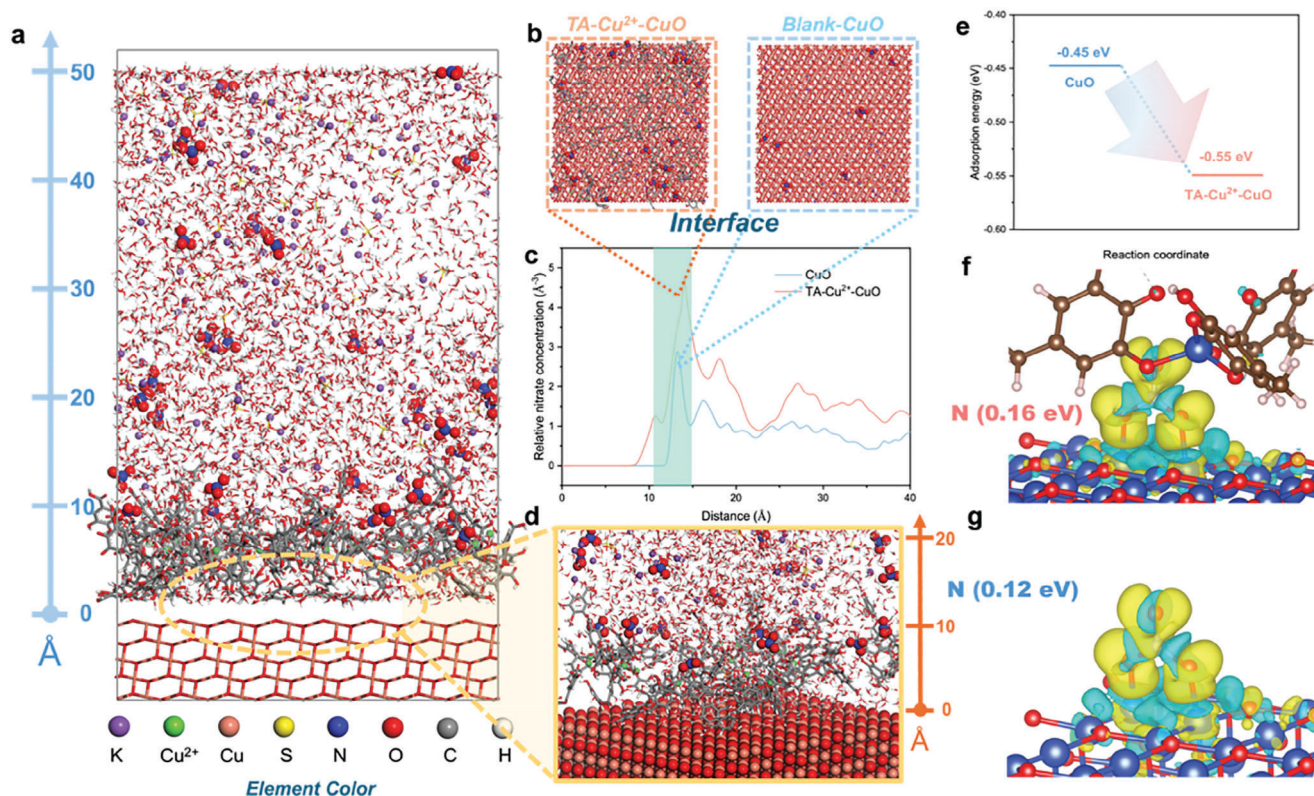 a
50
40
30
20
10
0
Å
K
Cu²⁺
Cu
S
N
O
C
H
Element Color
b
TA-Cu²⁺-CuO
Blank-CuO
Interface
c
CuO
TA-Cu²⁺-CuO
Relative nitrate concentration (Å⁻³)
5
4
3
2
1
0
0
10
20
30
40
Distance (Å)
d
20
10
0
Å
e
-0.40
-0.45
-0.50
-0.55
-0.60
Adsorption energy (eV)
-0.45 eV
CuO
-0.55 eV
TA-Cu²⁺-CuO
Reaction coordinate
f
N (0.16 eV)
g
N (0.12 eV)